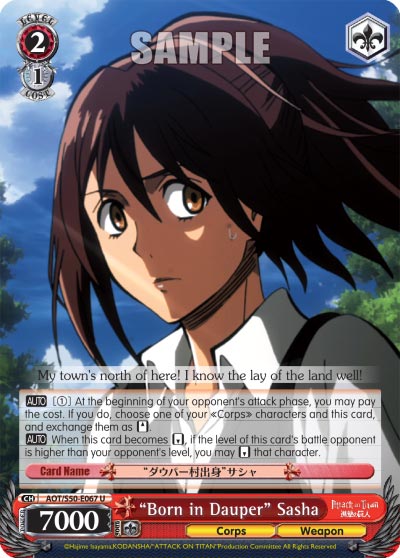 LEVEL
2
1
COST
SAMPLE
My town's north of here! I know the lay of the land well!
AUTO [①] At the beginning of your opponent's attack phase, you may pay
the cost. If you do, choose one of your «Corps» characters and this card,
and exchange them as [▲].
AUTO When this card becomes [▼], if the level of this card's battle opponent
is higher than your opponent's level, you may [▼] that character.
Card Name
"ダウパー村出身"サシャ
CH AOT/S50-E067 U
POWER
7000
"Born in Dauper" Sasha
Attack on Titan
進撃の巨人
Corps
Weapon
©Hajime Isayama,KODANSHA/"ATTACK ON TITAN"Production Committee All Rights Reserved